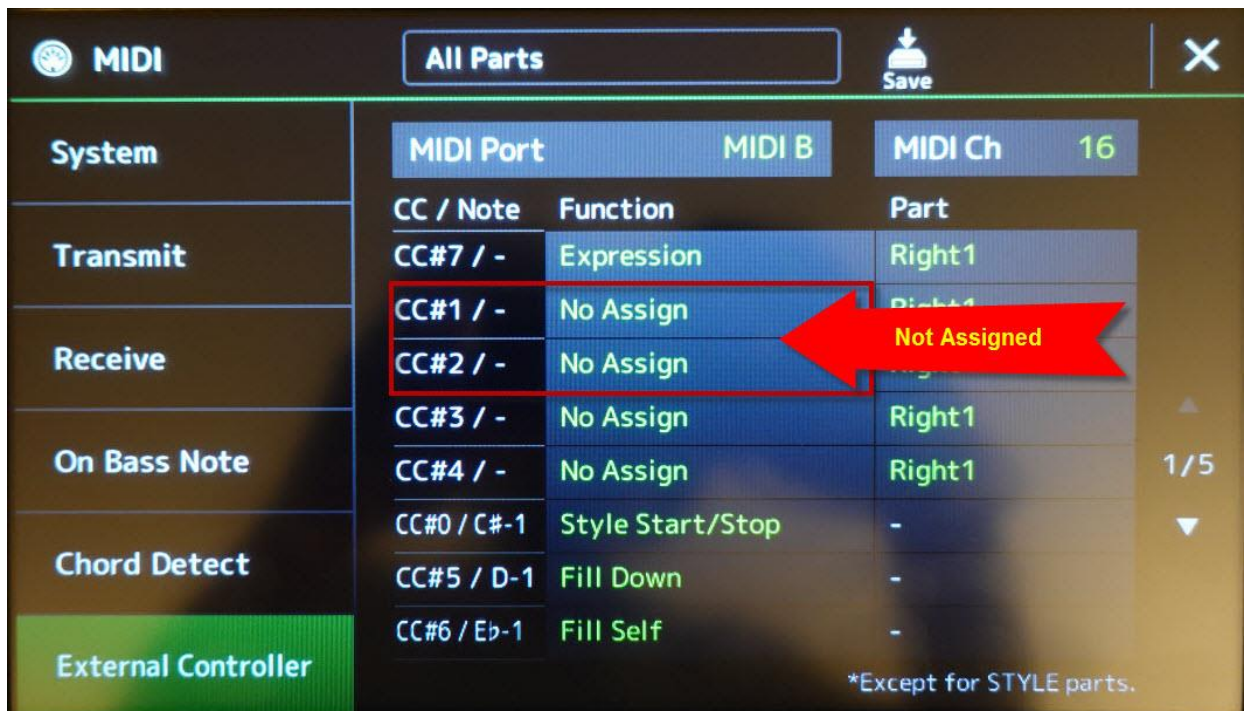 MIDI All Parts Save X
System MIDI Port MIDI B MIDI Ch 16
CC / Note Function Part
Transmit CC#7 / - Expression Right1
CC#1 / - No Assign Right1
Not Assigned
Receive CC#2 / - No Assign
CC#3 / - No Assign Right1
On Bass Note CC#4 / - No Assign Right1 1/5
CC#0 / C#-1 Style Start/Stop -
Chord Detect CC#5 / D-1 Fill Down -
CC#6 / E♭-1 Fill Self -
External Controller *Except for STYLE parts.